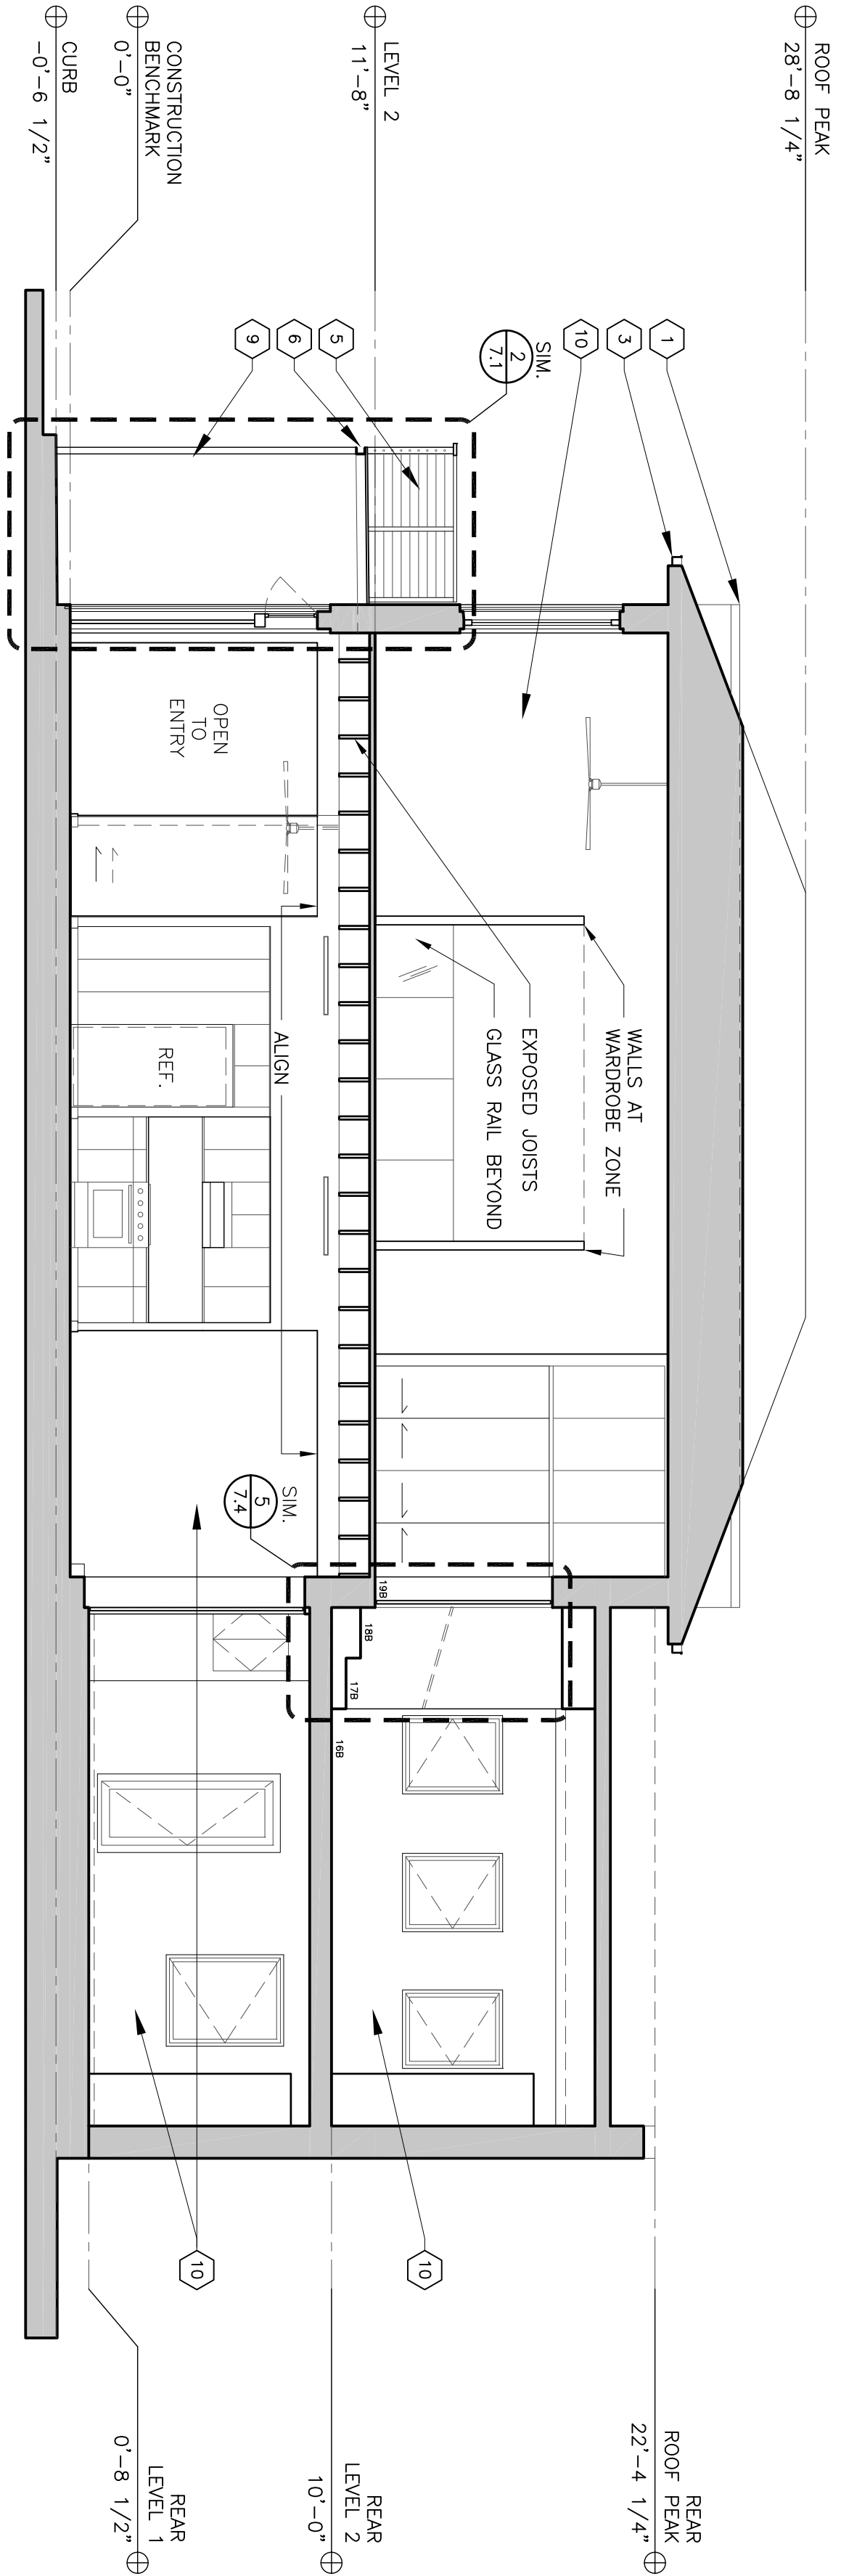 ROOF PEAK
28'-8 1/4"
LEVEL 2
11'-8"
CONSTRUCTION
BENCHMARK
0'-0"
CURB
-0'-6 1/2"
1
3
10
SIM.
2
7.1
5
6
9
OPEN
TO
ENTRY
WALLS AT
WARDROBE ZONE
EXPOSED JOISTS
GLASS RAIL BEYOND
ALIGN
REF.
SIM.
5
7.4
19B
18B
17B
16B
10
10
REAR
ROOF PEAK
22'-4 1/4"
REAR
LEVEL 2
10'-0"
REAR
LEVEL 1
0'-8 1/2"